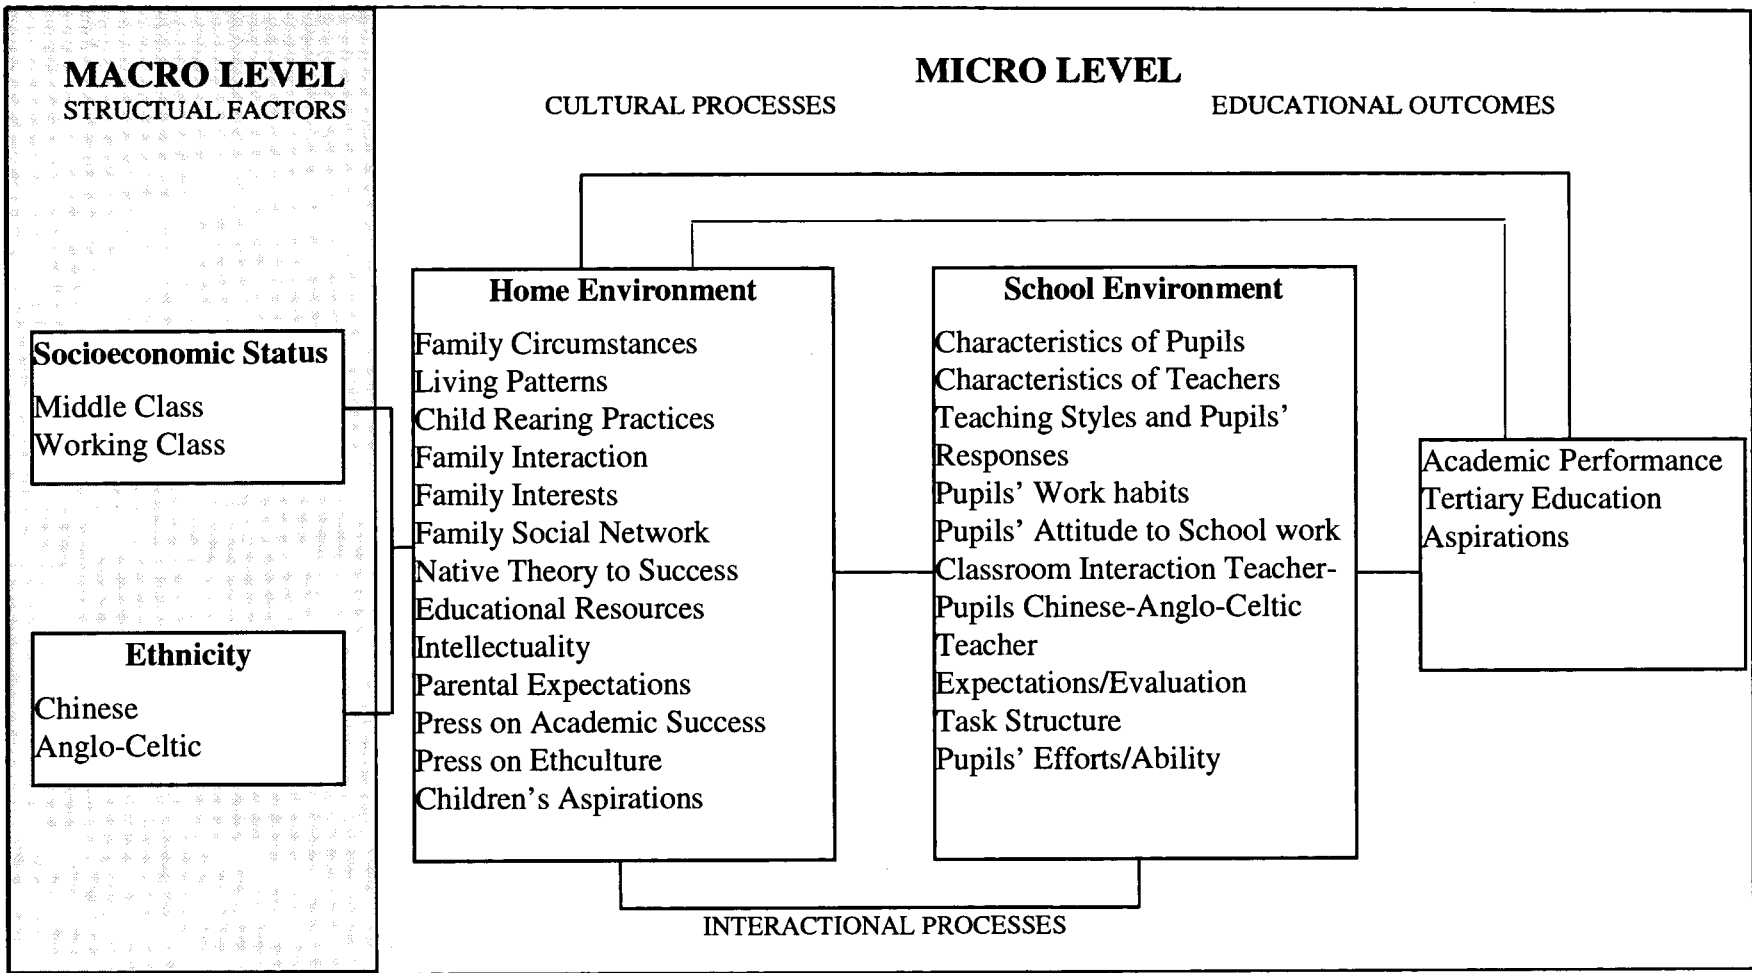 MACRO LEVEL
STRUCTUAL FACTORS
MICRO LEVEL
CULTURAL PROCESSES
EDUCATIONAL OUTCOMES
Socioeconomic Status
Middle Class
Working Class
Ethnicity
Chinese
Anglo-Celtic
Home Environment
Family Circumstances
Living Patterns
Child Rearing Practices
Family Interaction
Family Interests
Family Social Network
Native Theory to Success
Educational Resources
Intellectuality
Parental Expectations
Press on Academic Success
Press on Ethculture
Children's Aspirations
School Environment
Characteristics of Pupils
Characteristics of Teachers
Teaching Styles and Pupils'
Responses
Pupils' Work habits
Pupils' Attitude to School work
Classroom Interaction Teacher-
Pupils Chinese-Anglo-Celtic
Teacher
Expectations/Evaluation
Task Structure
Pupils' Efforts/Ability
Academic Performance
Tertiary Education
Aspirations
INTERACTIONAL PROCESSES